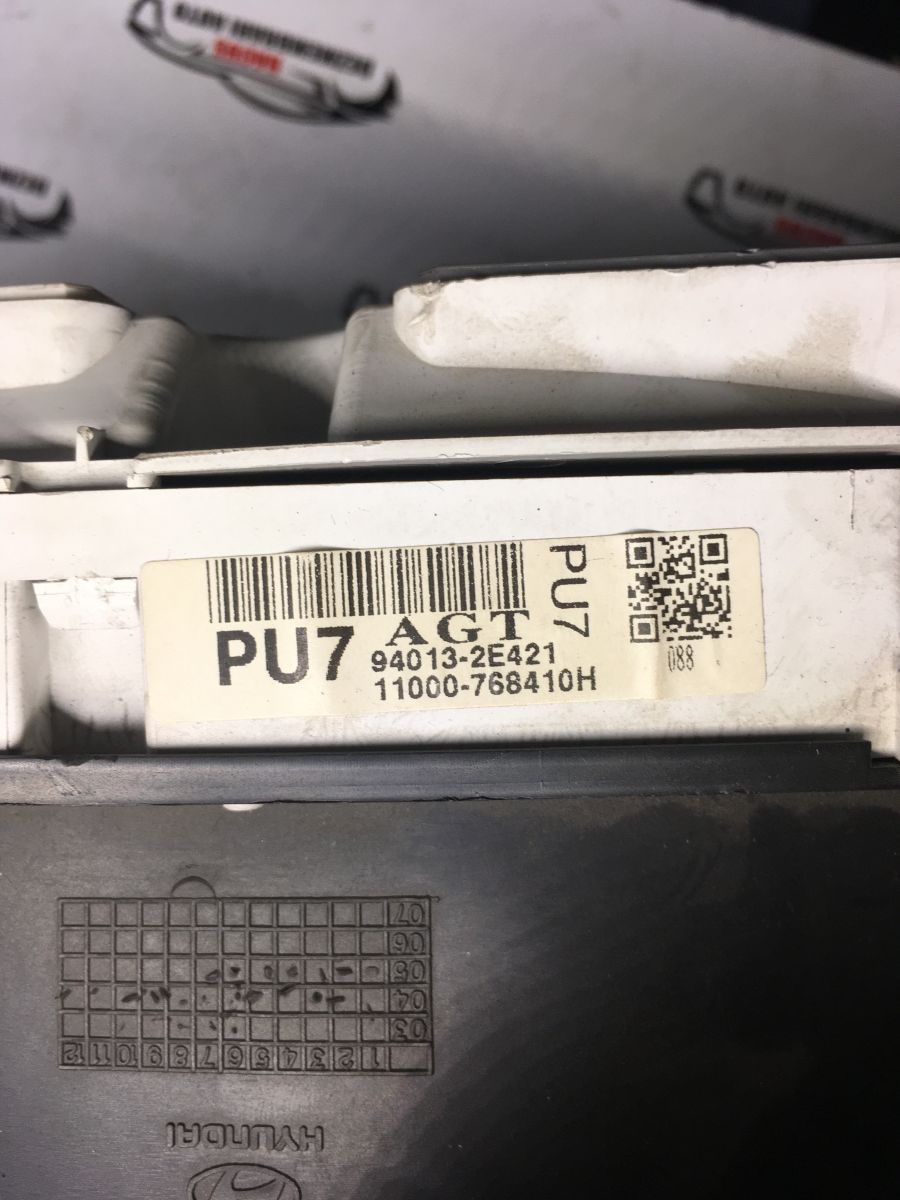 PU7
AGT
94013-2E421
11000-768410H
PU7
088
07
06
05
04
03
12 11 10 9 8 7 6 5 4 3 2 1
HYUNDAI